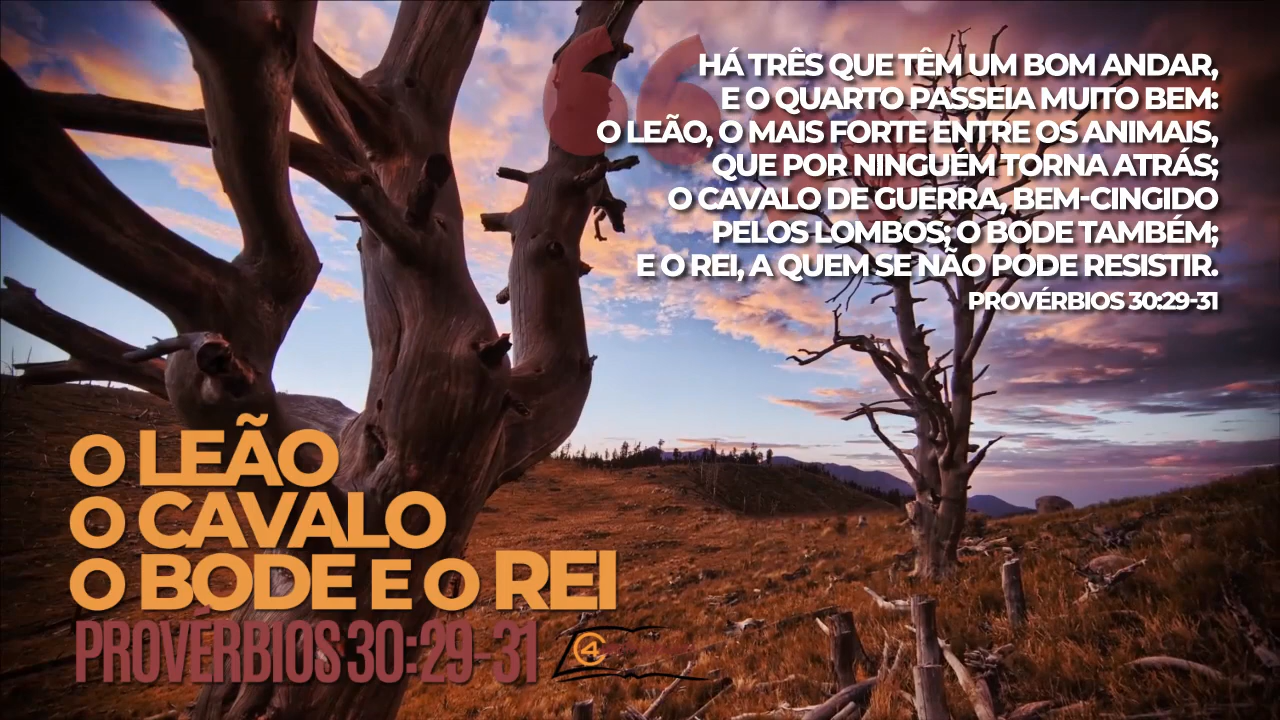 HÁ TRÊS QUE TÊM UM BOM ANDAR,
E O QUARTO PASSEIA MUITO BEM:
O LEÃO, O MAIS FORTE ENTRE OS ANIMAIS,
QUE POR NINGUÉM TORNA ATRÁS;
O CAVALO DE GUERRA, BEM-CINGIDO
PELOS LOMBOS; O BODE TAMBÉM;
E O REI, A QUEM SE NÃO PODE RESISTIR.
PROVÉRBIOS 30:29-31
O LEÃO
O CAVALO
O BODE E O REI
PROVÉRBIOS 30:29-31
C4